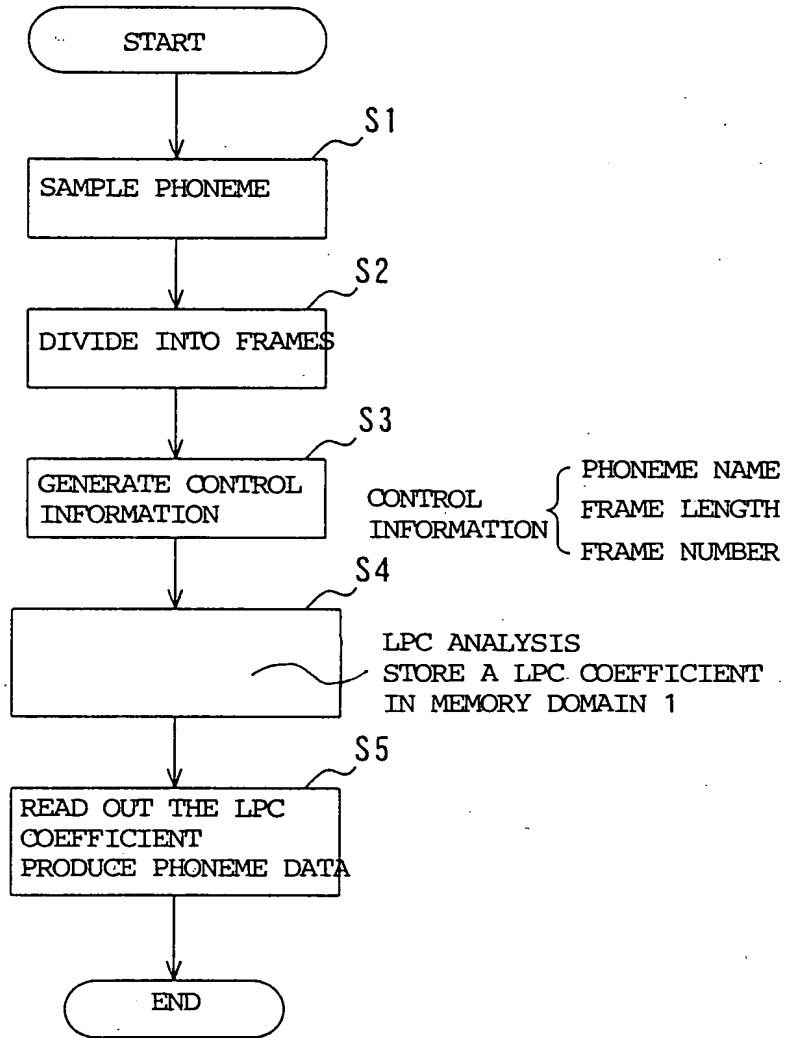 START
S1
SAMPLE PHONEME
S2
DIVIDE INTO FRAMES
S3
GENERATE CONTROL
INFORMATION
CONTROL
INFORMATION
PHONEME NAME
FRAME LENGTH
FRAME NUMBER
S4
LPC ANALYSIS
STORE A LPC COEFFICIENT
IN MEMORY DOMAIN 1
S5
READ OUT THE LPC
COEFFICIENT
PRODUCE PHONEME DATA
END